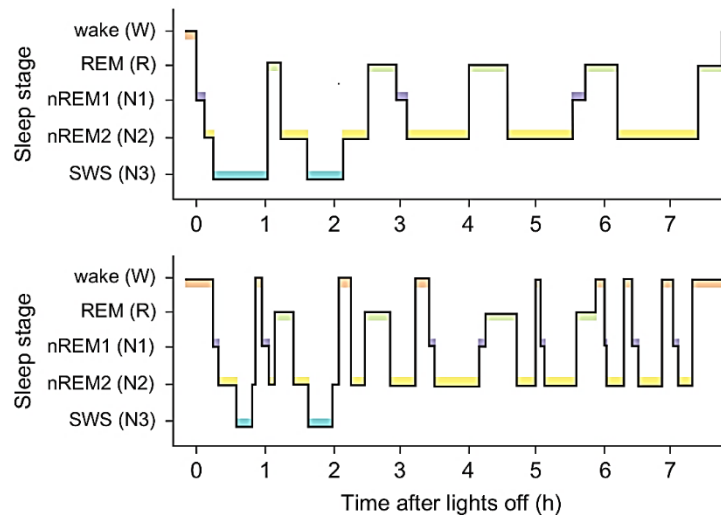 wake (W)
REM (R)
nREM1 (N1)
nREM2 (N2)
SWS (N3)
Sleep stage
0 1 2 3 4 5 6 7
wake (W)
REM (R)
nREM1 (N1)
nREM2 (N2)
SWS (N3)
Sleep stage
0 1 2 3 4 5 6 7
Time after lights off (h)